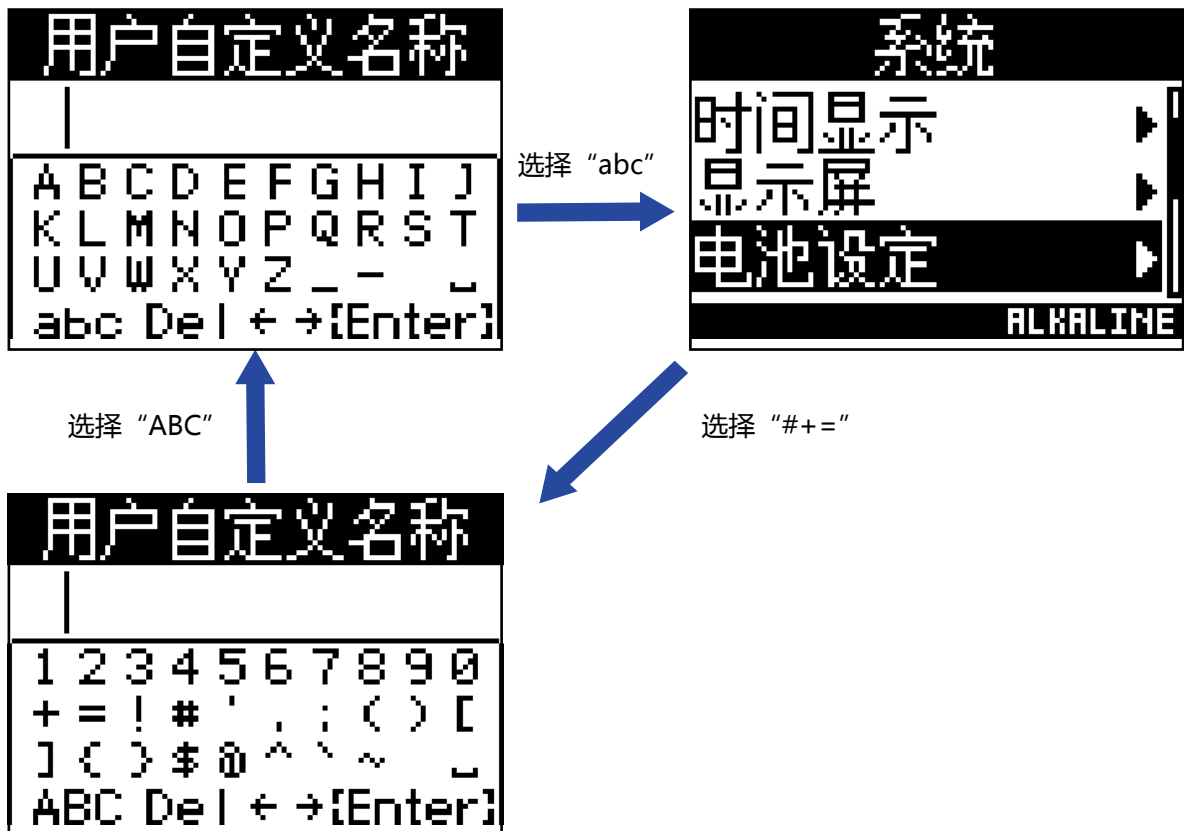 用户自定义名称
A B C D E F G H I J
K L M N O P Q R S T
U V W X Y Z _ - ⎵
abc Del ← → [Enter]
选择“abc”
系统
时间显示
显示屏
电池设定
ALKALINE
选择“ABC”
选择“#+=”
用户自定义名称
1 2 3 4 5 6 7 8 9 0
+ = ! # ' , ; ( ) [
] { } $ @ ^ ` ~ ⎵
ABC Del ← → [Enter]